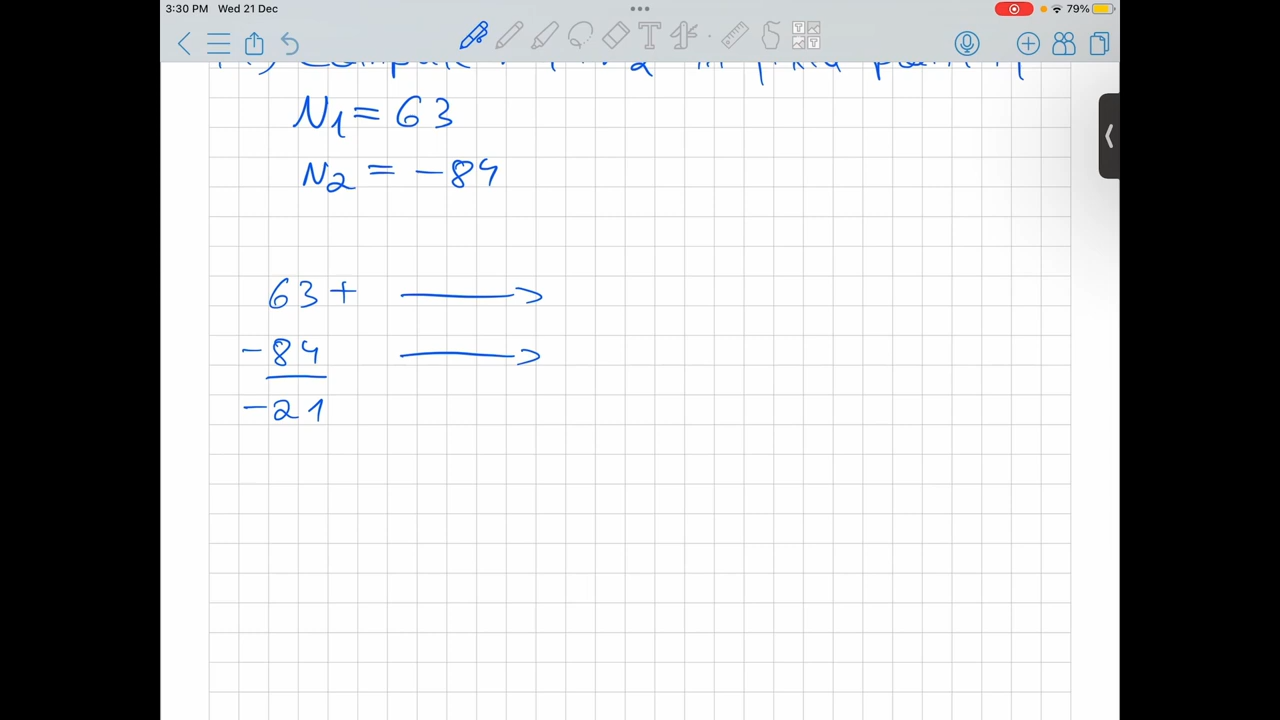 3:30 PM Wed 21 Dec
79%
N1 = 63
N2 = -84
63 +
-84
-21